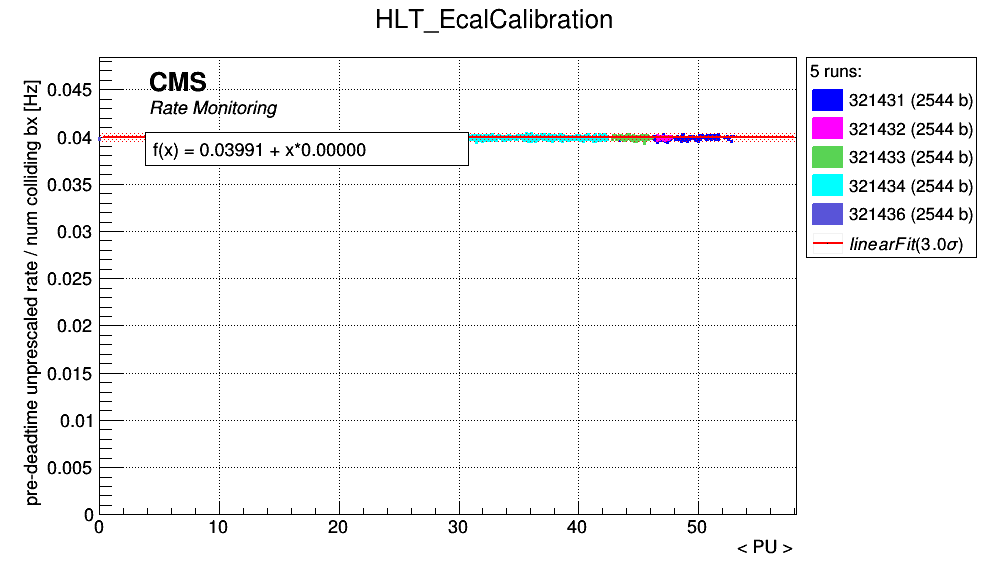 HLT_EcalCalibration
pre-deadtime unprescaled rate / num colliding bx [Hz]
0.045
0.04
0.035
0.03
0.025
0.02
0.015
0.01
0.005
0
CMS
Rate Monitoring
f(x) = 0.03991 + x*0.00000
0 10 20 30 40 50
< PU >
5 runs:
321431 (2544 b)
321432 (2544 b)
321433 (2544 b)
321434 (2544 b)
321436 (2544 b)
linearFit(3.0σ)